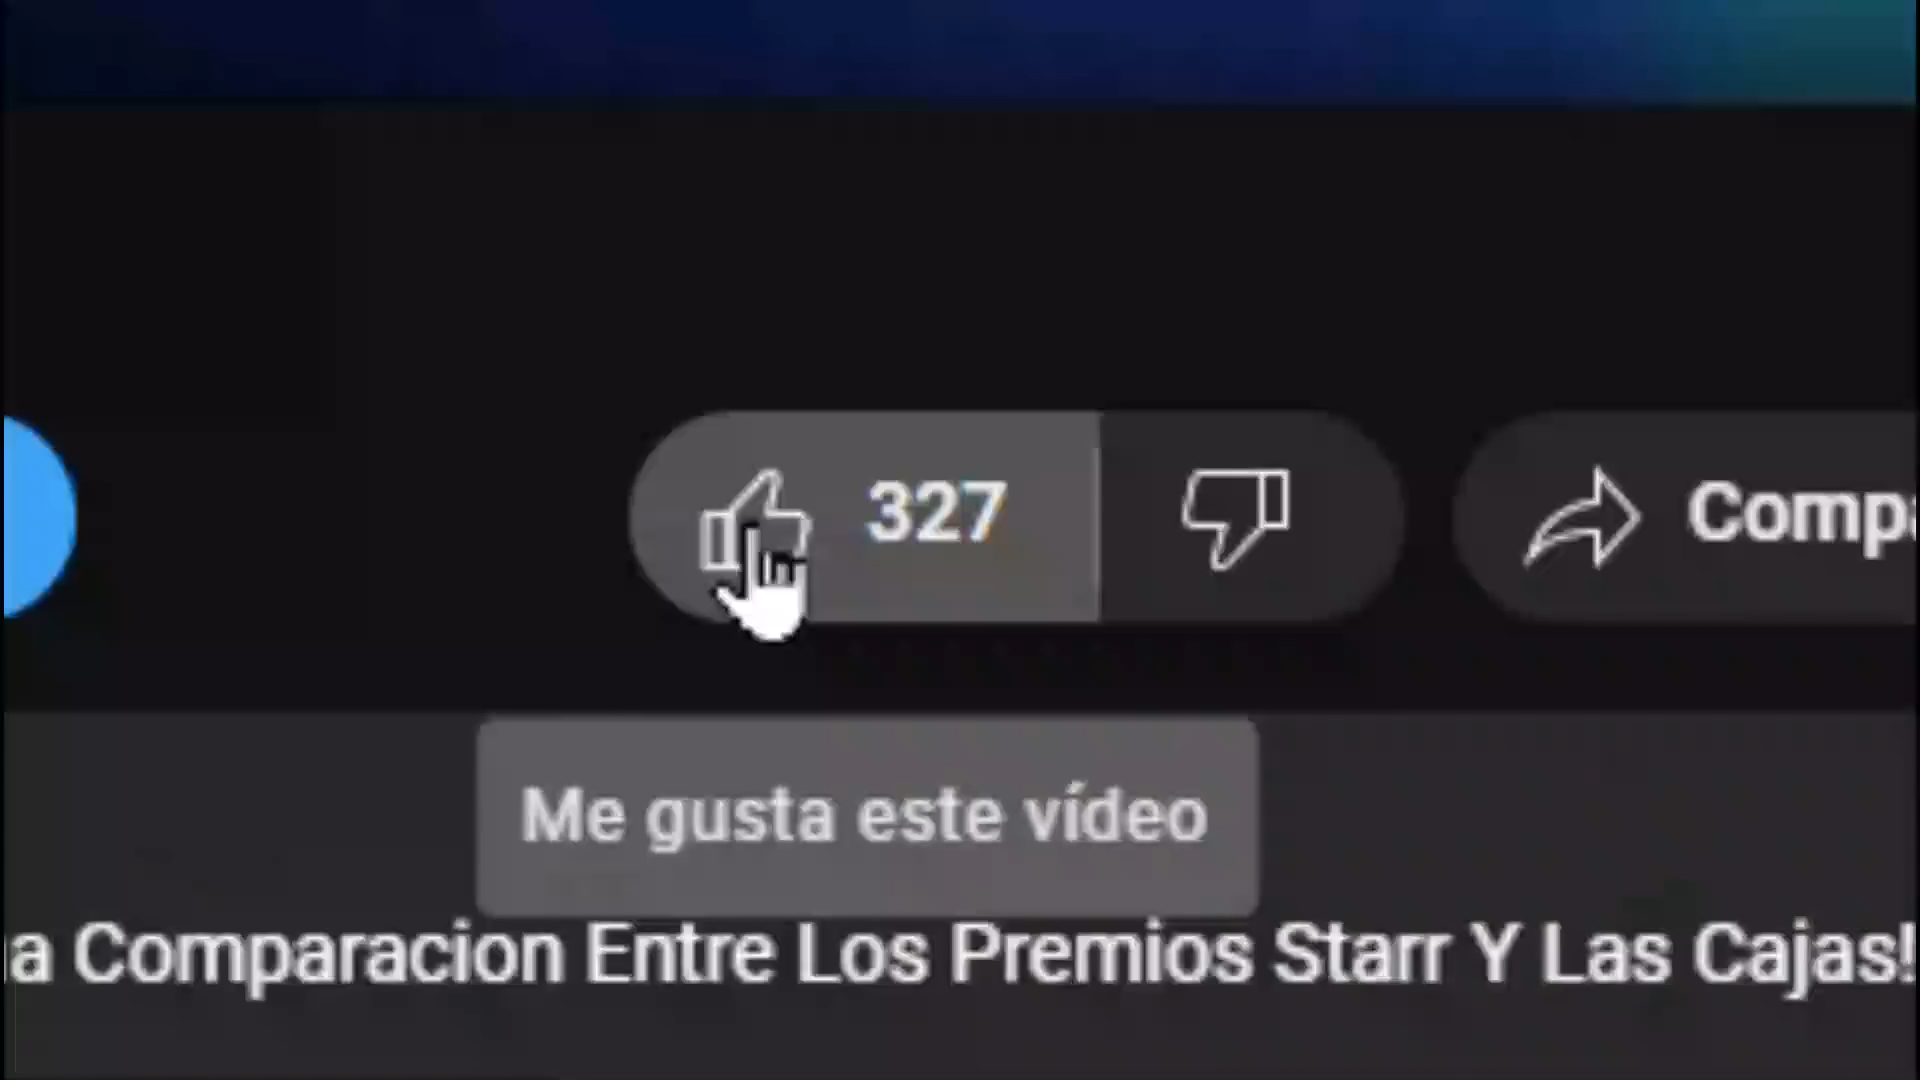 327
Comp
Me gusta este vídeo
a Comparacion Entre Los Premios Starr Y Las Cajas!